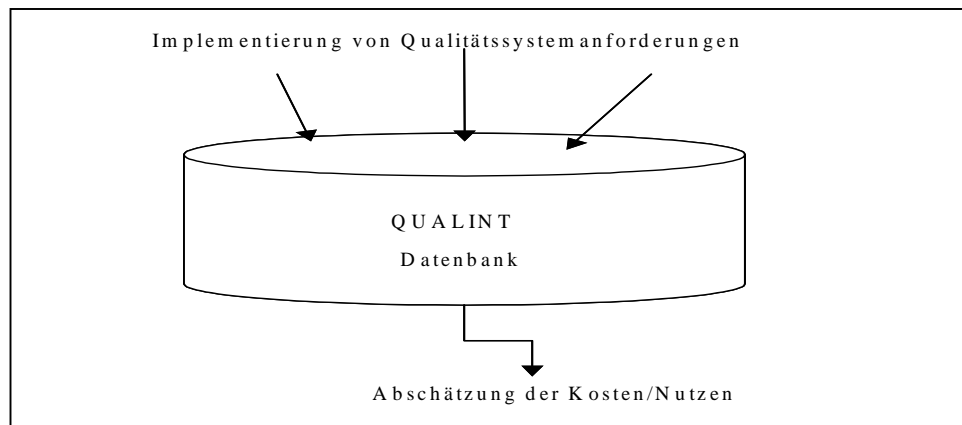 Implementierung von Qualitätssystemanforderungen
QUALINT
Datenbank
Abschätzung der Kosten/Nutzen